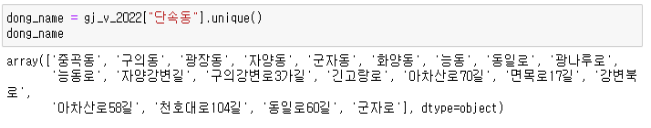 dong_name = gj_v_2022["단속동"].unique()
dong_name
array(['중곡동', '구의동', '광장동', '자양동', '군자동', '화양동', '능동', '동일로', '광나루로',
'능동로', '자양강변길', '구의강변로3가길', '긴고랑로', '아차산로70길', '면목로17길', '강변북
로',
'아차산로58길', '천호대로104길', '동일로60길', '군자로'], dtype=object)